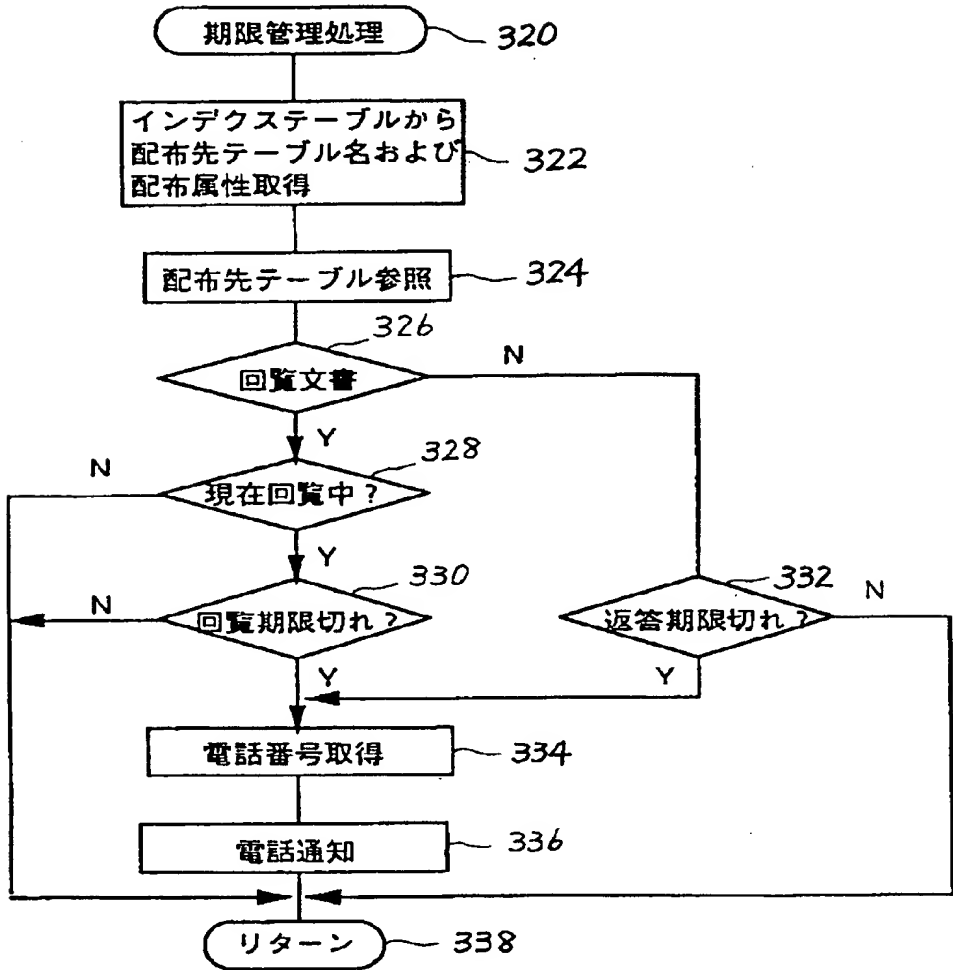 期限管理処理
320
インデクステーブルから
配布先テーブル名および
配布属性取得
322
配布先テーブル参照
324
326
回覧文書
N
Y
328
N
現在回覧中?
Y
330
332
N
回覧期限切れ?
返答期限切れ?
N
Y
Y
電話番号取得
334
電話通知
336
リターン
338